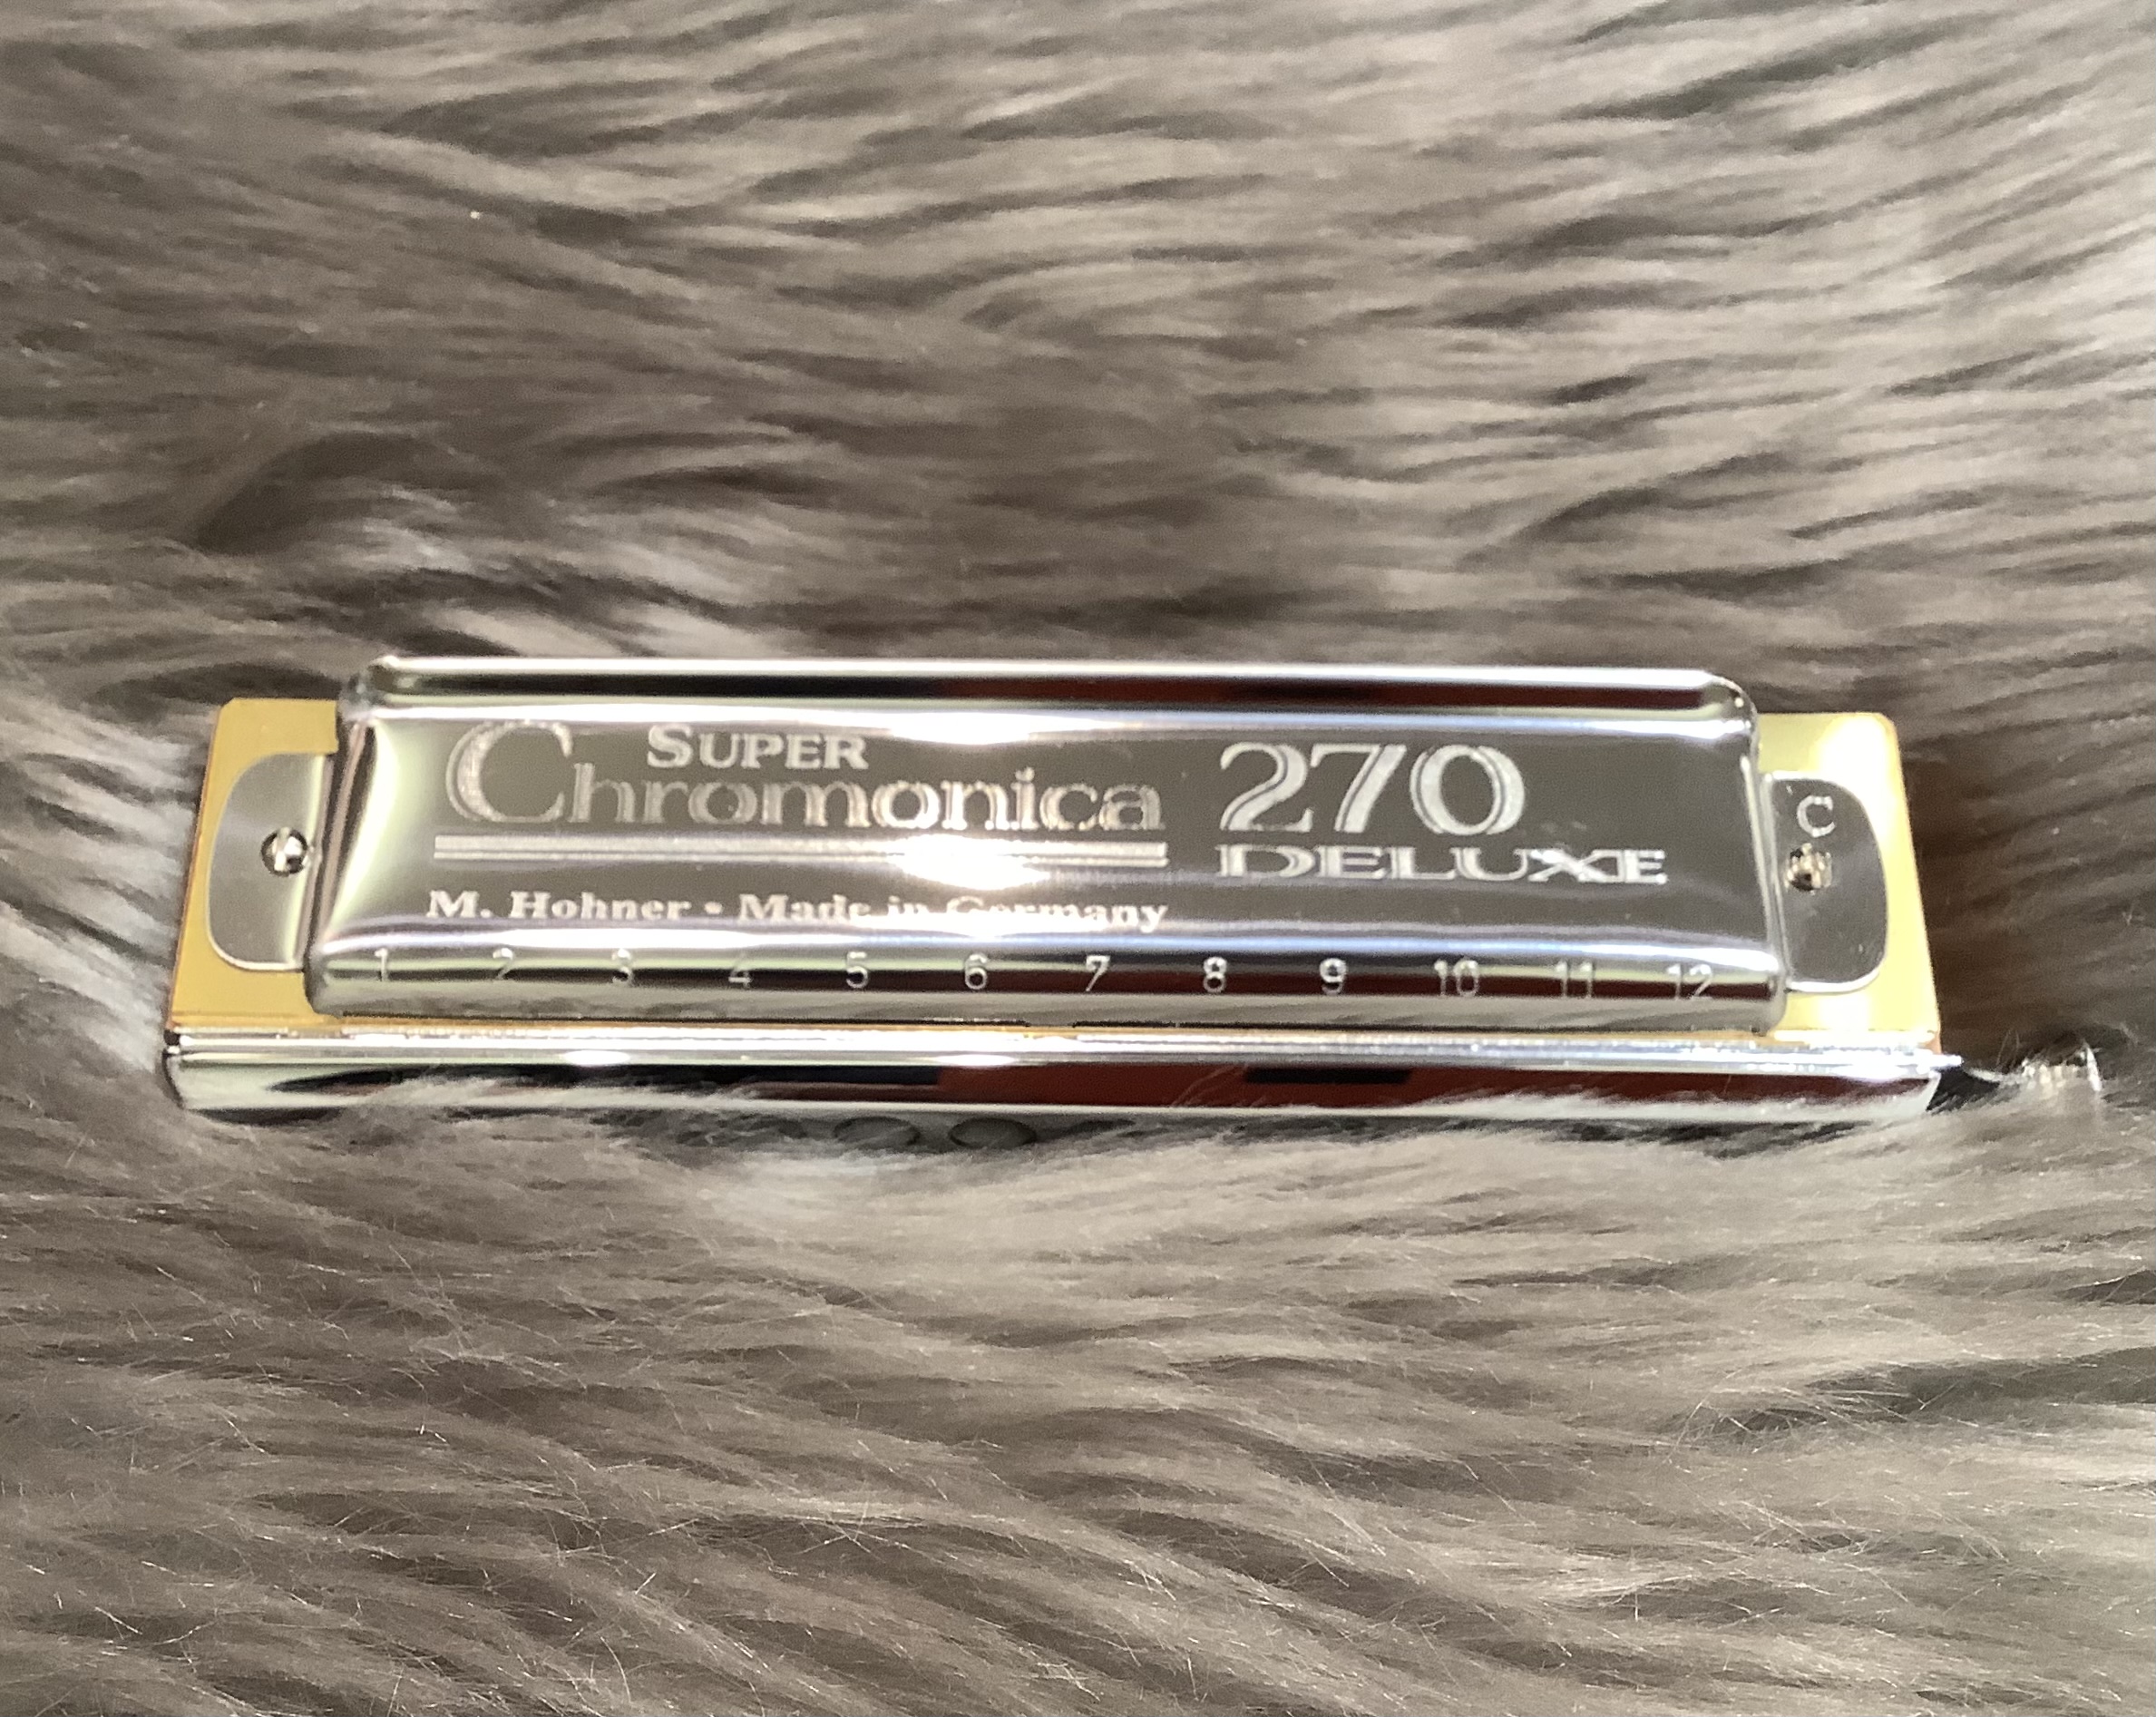 SUPER
Chromonica 270
DELUXE
C
M. Hohner • Made in Germany
1 2 3 4 5 6 7 8 9 10 11 12